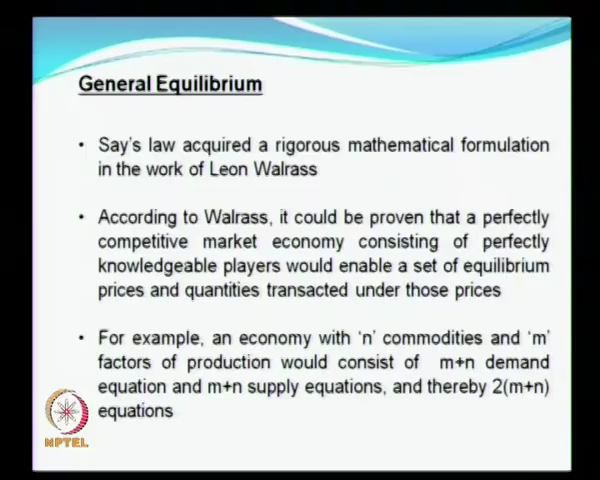 General Equilibrium
• Say's law acquired a rigorous mathematical formulation
in the work of Leon Walrass
• According to Walrass, it could be proven that a perfectly
competitive market economy consisting of perfectly
knowledgeable players would enable a set of equilibrium
prices and quantities transacted under those prices
• For example, an economy with 'n' commodities and 'm'
factors of production would consist of m+n demand
equation and m+n supply equations, and thereby 2(m+n)
equations
NPTEL